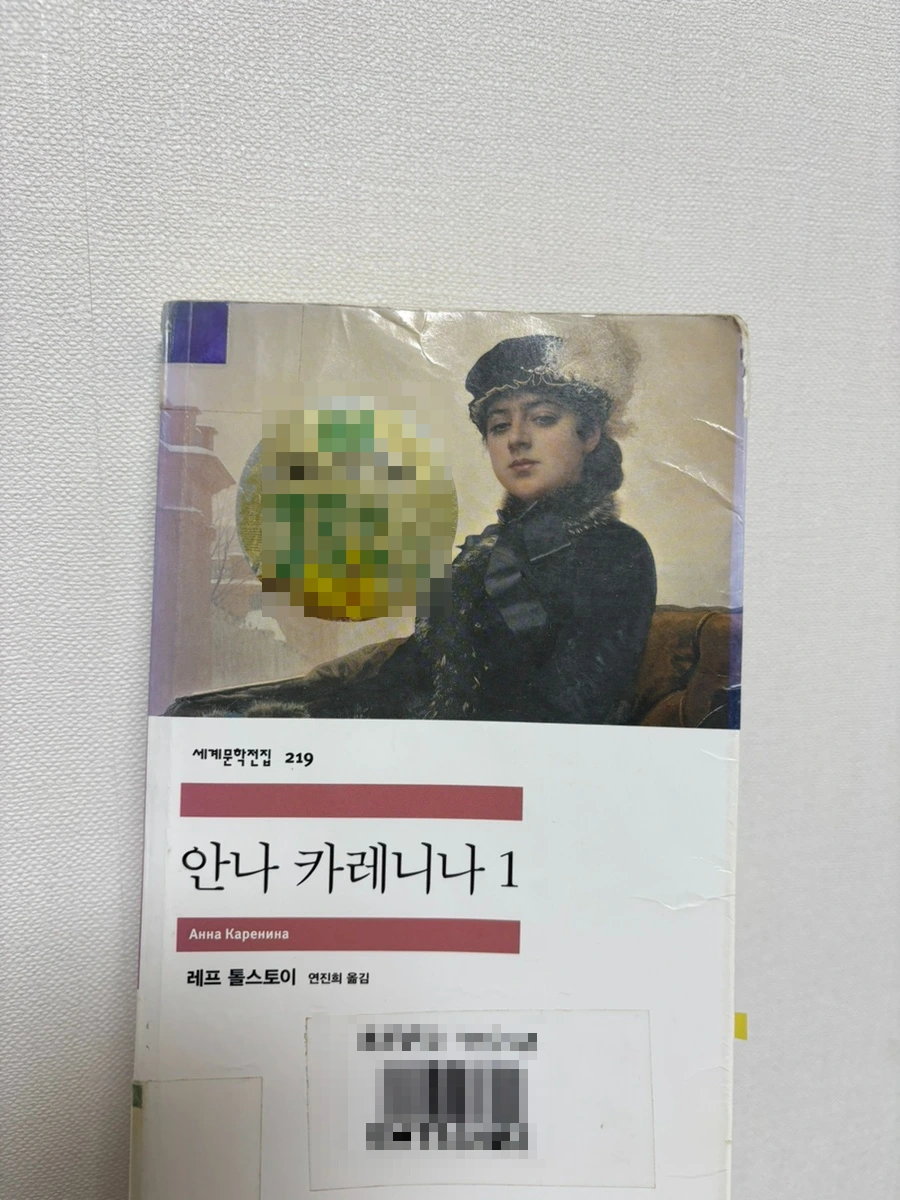 세계문학전집 219
안나 카레니나 1
Анна Каренина
레프 톨스토이 연진희 옮김